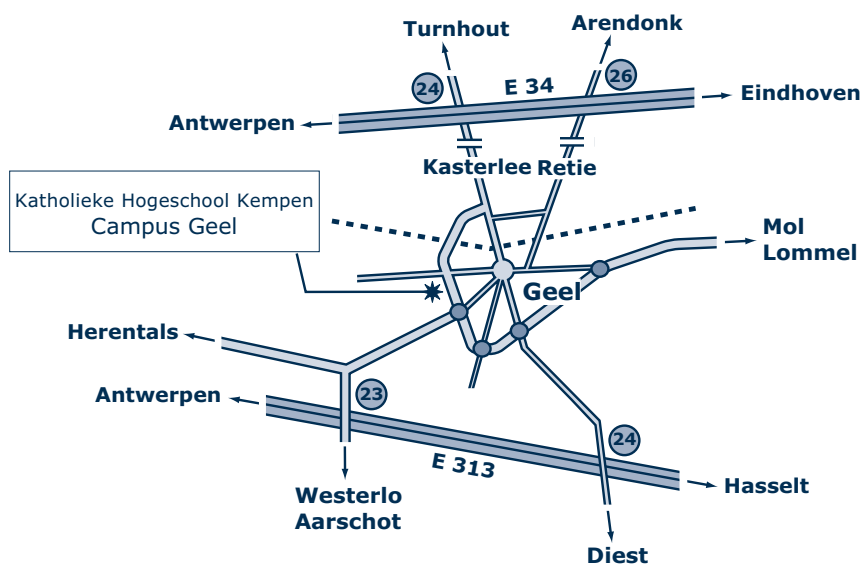 Turnhout
Arendonk
24
E 34
26
Eindhoven
Antwerpen
Kasterlee
Retie
Katholieke Hogeschool Kempen
Campus Geel
Mol
Lommel
Geel
Herentals
Antwerpen
23
24
E 313
Hasselt
Westerlo
Aarschot
Diest